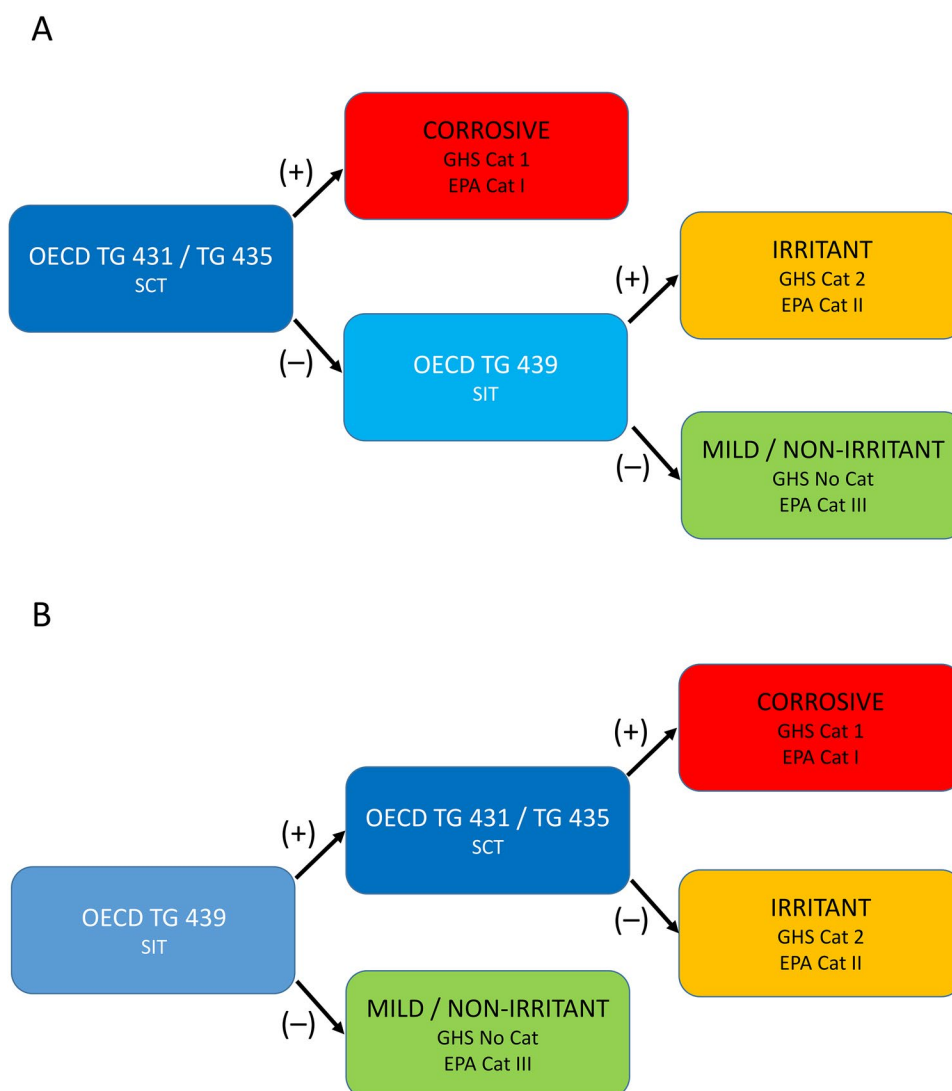 A
CORROSIVE
GHS Cat 1
EPA Cat I
(+)
OECD TG 431 / TG 435
SCT
IRRITANT
GHS Cat 2
EPA Cat II
(+)
(–)
OECD TG 439
SIT
MILD / NON-IRRITANT
GHS No Cat
EPA Cat III
(–)
B
CORROSIVE
GHS Cat 1
EPA Cat I
(+)
OECD TG 431 / TG 435
SCT
(+)
OECD TG 439
SIT
IRRITANT
GHS Cat 2
EPA Cat II
(–)
MILD / NON-IRRITANT
GHS No Cat
EPA Cat III
(–)